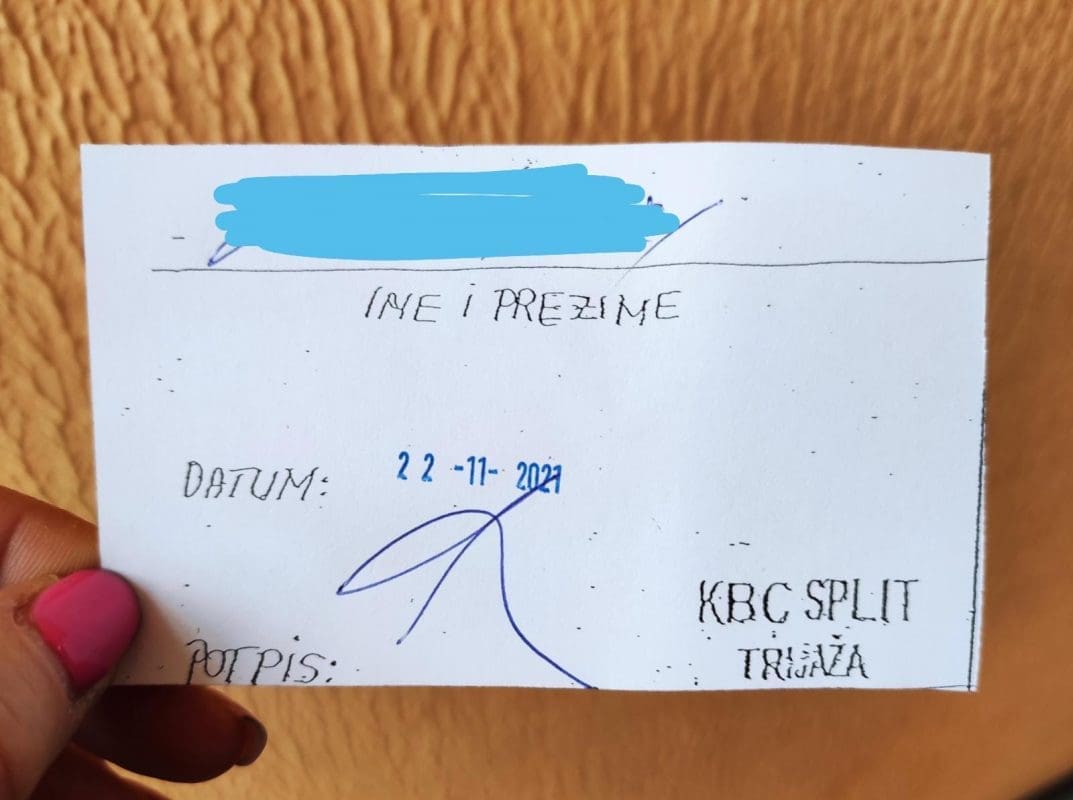 IME I PREZIME
DATUM: 22 -11- 2021
POTPIS:
KBC SPLIT
TRIJAŽA